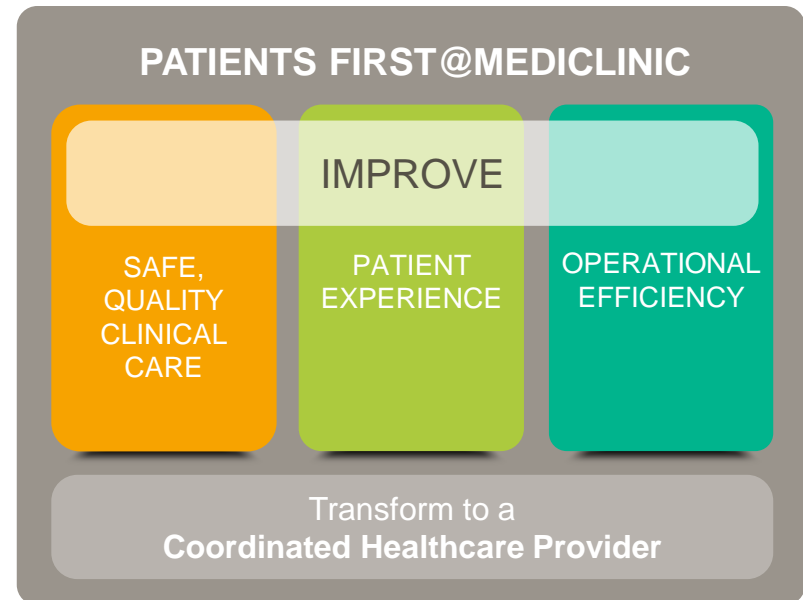 PATIENTS FIRST@MEDICLINIC
IMPROVE
SAFE,
QUALITY
CLINICAL
CARE
PATIENT
EXPERIENCE
OPERATIONAL
EFFICIENCY
Transform to a
Coordinated Healthcare Provider